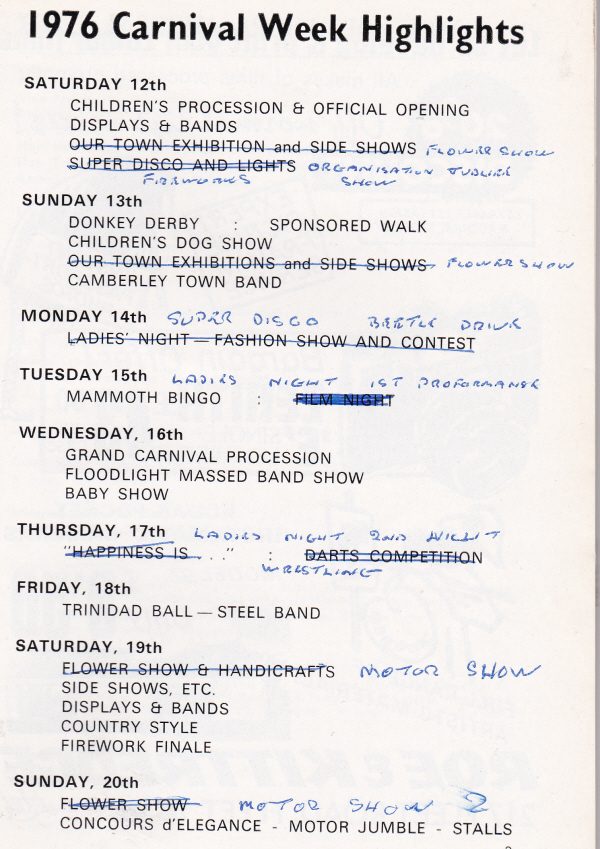 1976 Carnival Week Highlights
SATURDAY 12th
CHILDREN'S PROCESSION & OFFICIAL OPENING
DISPLAYS & BANDS
OUR TOWN EXHIBITION and SIDE SHOWS FLOWER SHOW
SUPER DISCO AND LIGHTS ORGANISATION
FIREWORKS SHOW
SUNDAY 13th
DONKEY DERBY : SPONSORED WALK
CHILDREN'S DOG SHOW
OUR TOWN EXHIBITIONS and SIDE SHOWS FLOWER SHOW
CAMBERLEY TOWN BAND
MONDAY 14th SUPER DISCO BEETLE DRIVE
LADIES' NIGHT — FASHION SHOW AND CONTEST
TUESDAY 15th LADIES NIGHT 1ST PROFORMANSE
MAMMOTH BINGO : FILM NIGHT
WEDNESDAY, 16th
GRAND CARNIVAL PROCESSION
FLOODLIGHT MASSED BAND SHOW
BABY SHOW
THURSDAY, 17th LADIES NIGHT 2ND NIGHT
"HAPPINESS IS . . ." : DARTS COMPETITION
WRESTLING
FRIDAY, 18th
TRINIDAD BALL — STEEL BAND
SATURDAY, 19th
FLOWER SHOW & HANDICRAFTS MOTOR SHOW
SIDE SHOWS, ETC.
DISPLAYS & BANDS
COUNTRY STYLE
FIREWORK FINALE
SUNDAY, 20th
FLOWER SHOW MOTOR SHOW 2
CONCOURS d'ELEGANCE - MOTOR JUMBLE - STALLS